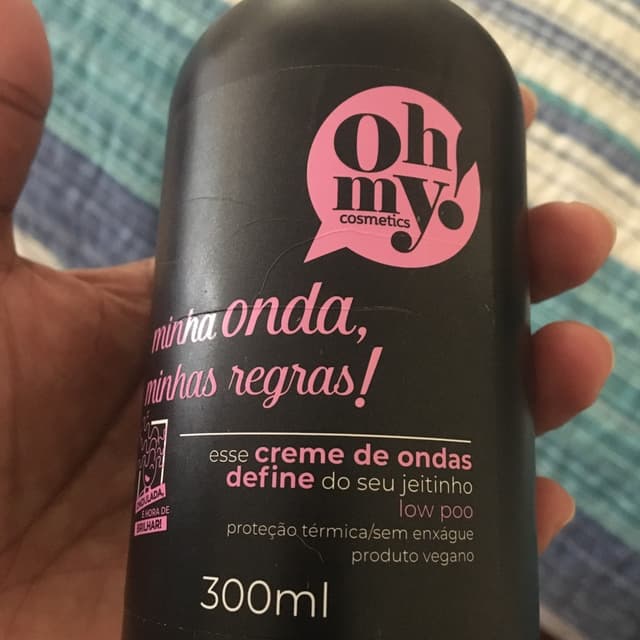 oh
my!
cosmetics
minha onda,
minhas regras!
esse creme de ondas
define do seu jeitinho
low poo
proteção térmica/sem enxágue
produto vegano
ONDULADA,
É HORA DE
BRILHAR!
300ml